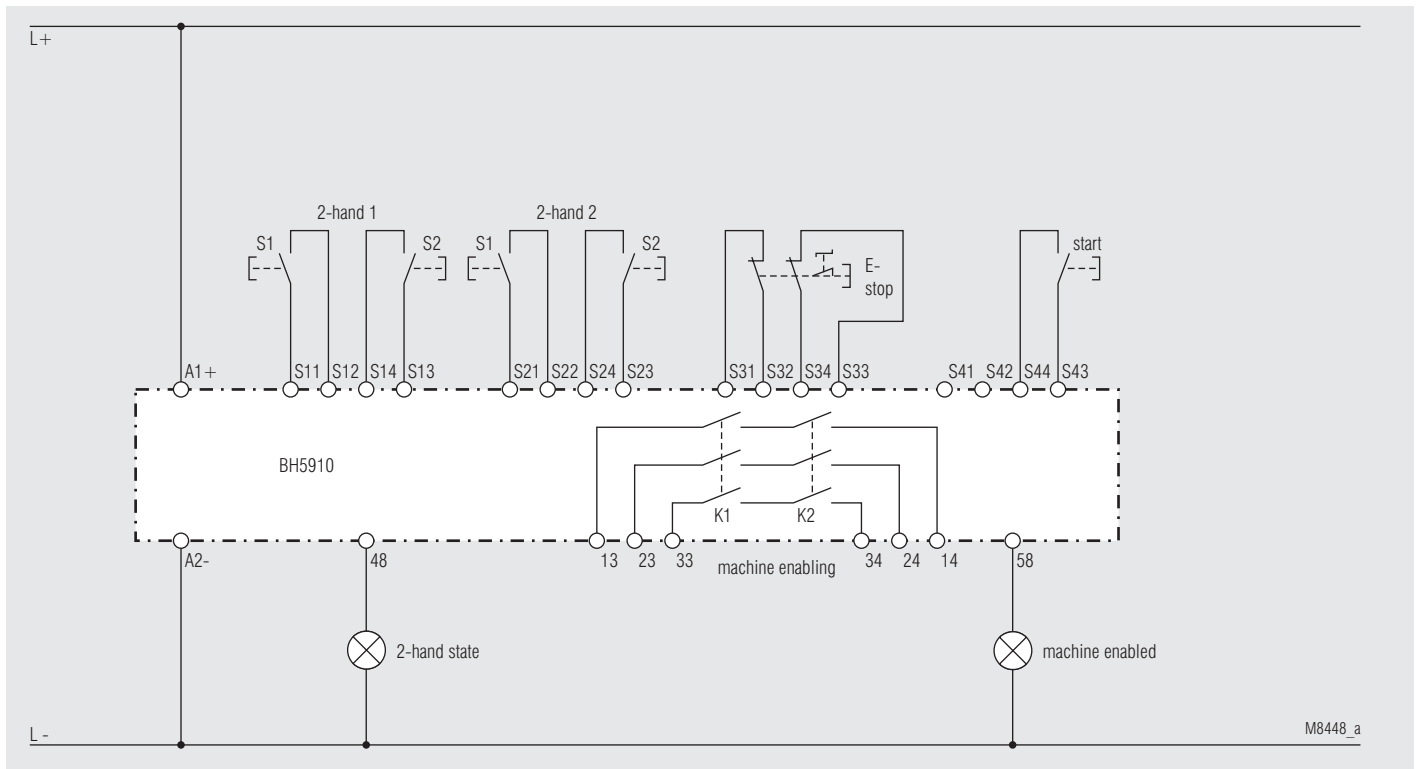 L+
2-hand 1
2-hand 2
S1
S2
S1
S2
start
E-
stop
A1+
S11
S12
S14
S13
S21
S22
S24
S23
S31
S32
S34
S33
S41
S42
S44
S43
BH5910
K1
K2
A2-
48
13
23
33
machine enabling
34
24
14
58
2-hand state
machine enabled
L -
M8448_a